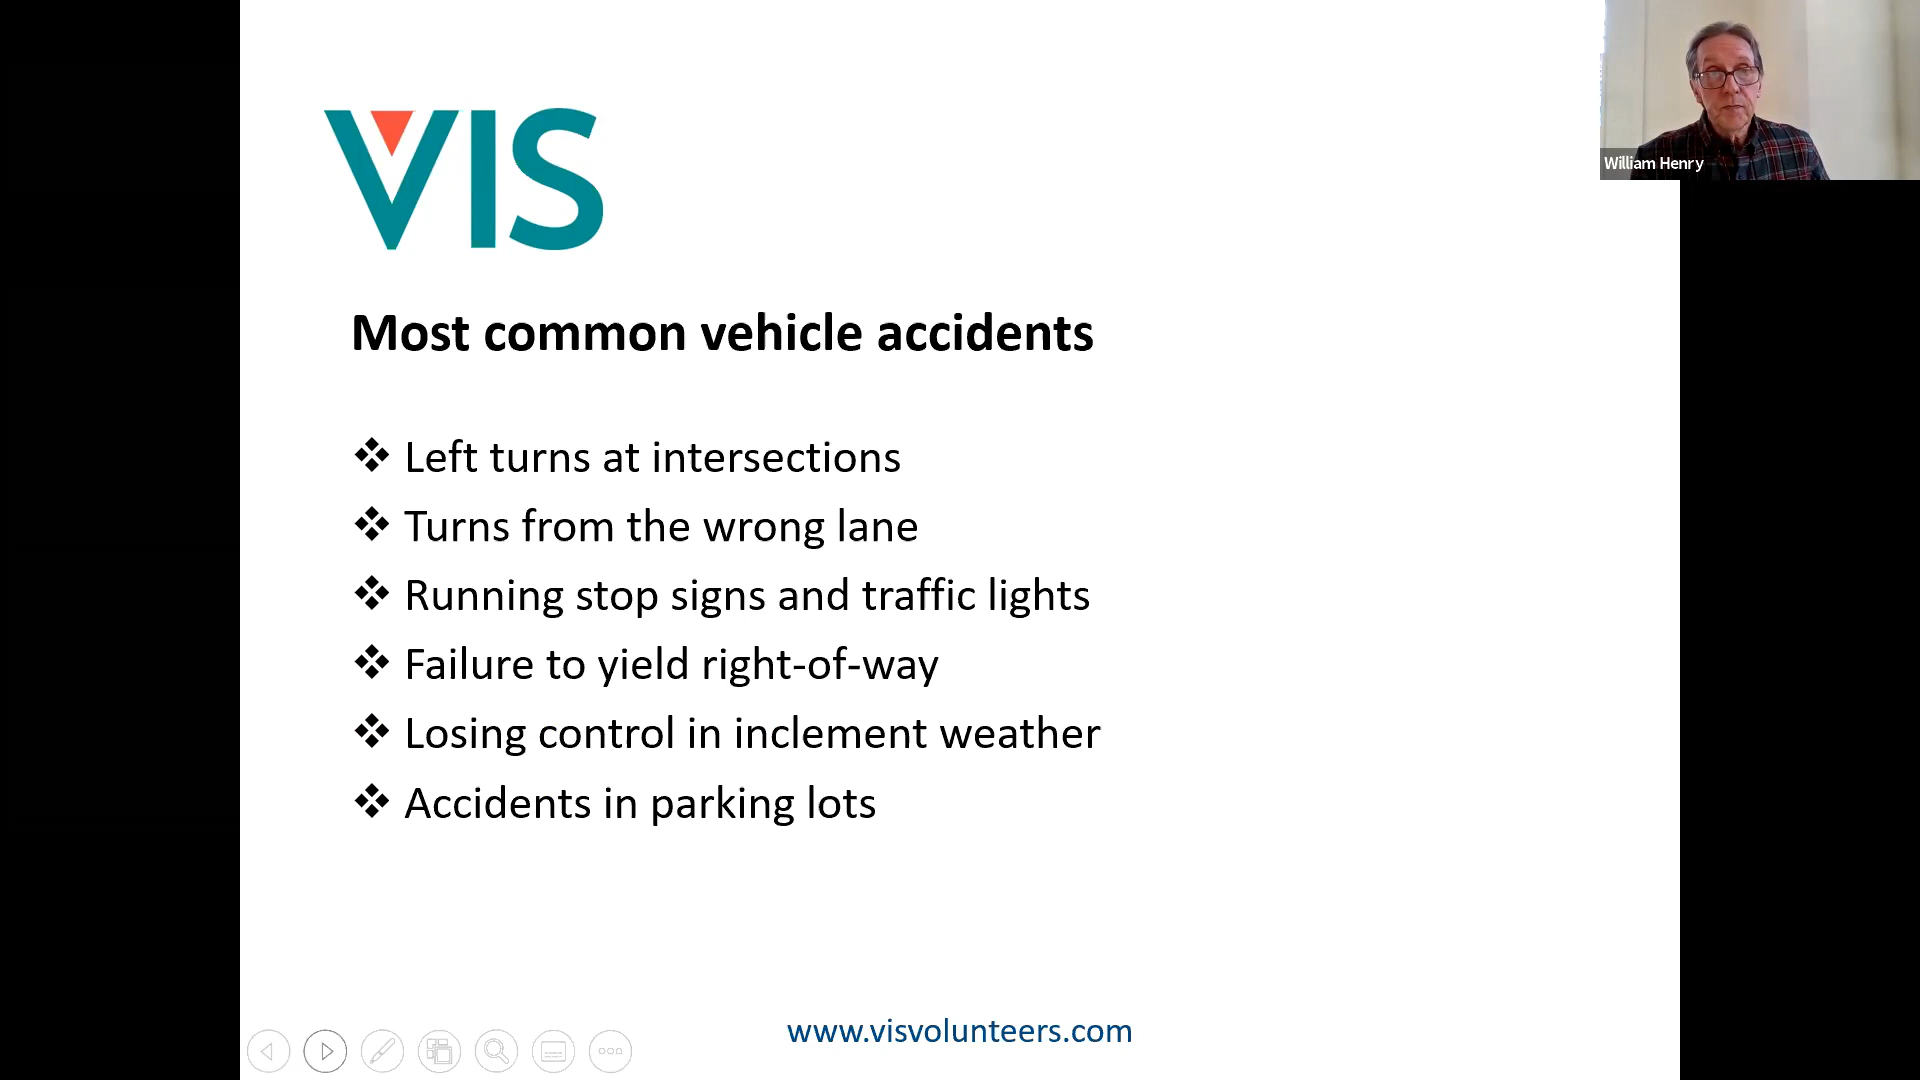 VIS
William Henry
Most common vehicle accidents
❖ Left turns at intersections
❖ Turns from the wrong lane
❖ Running stop signs and traffic lights
❖ Failure to yield right-of-way
❖ Losing control in inclement weather
❖ Accidents in parking lots
www.visvolunteers.com